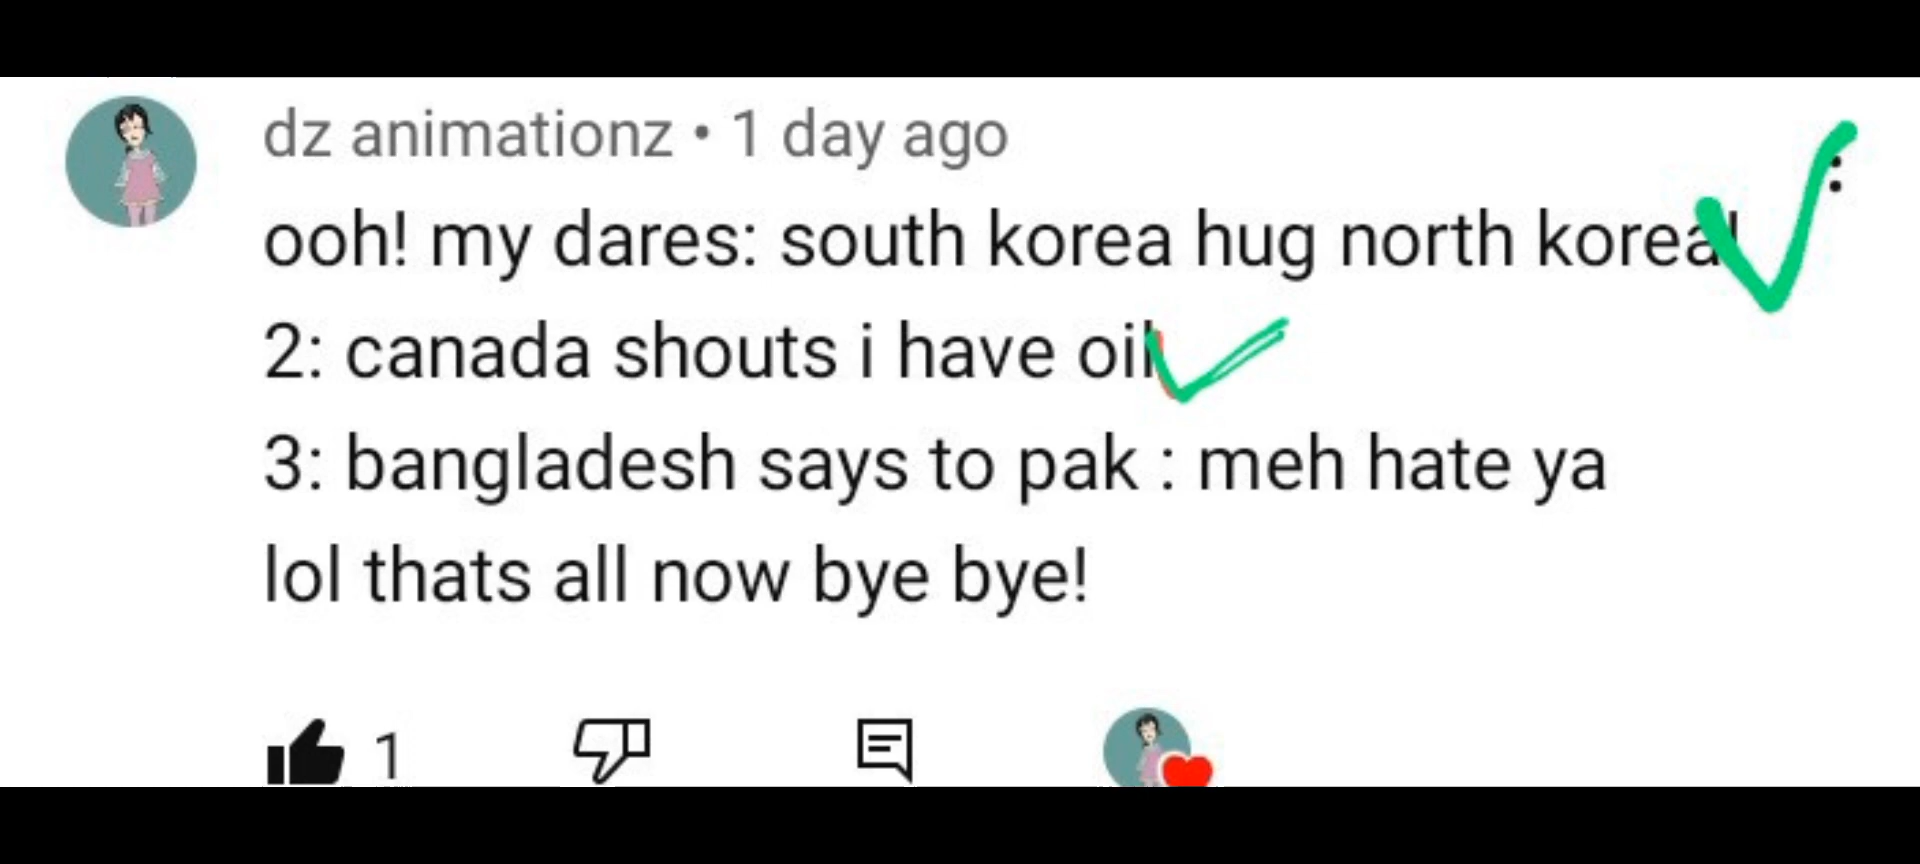 dz animationz • 1 day ago
ooh! my dares: south korea hug north korea!
2: canada shouts i have oil
3: bangladesh says to pak : meh hate ya
lol thats all now bye bye!
1